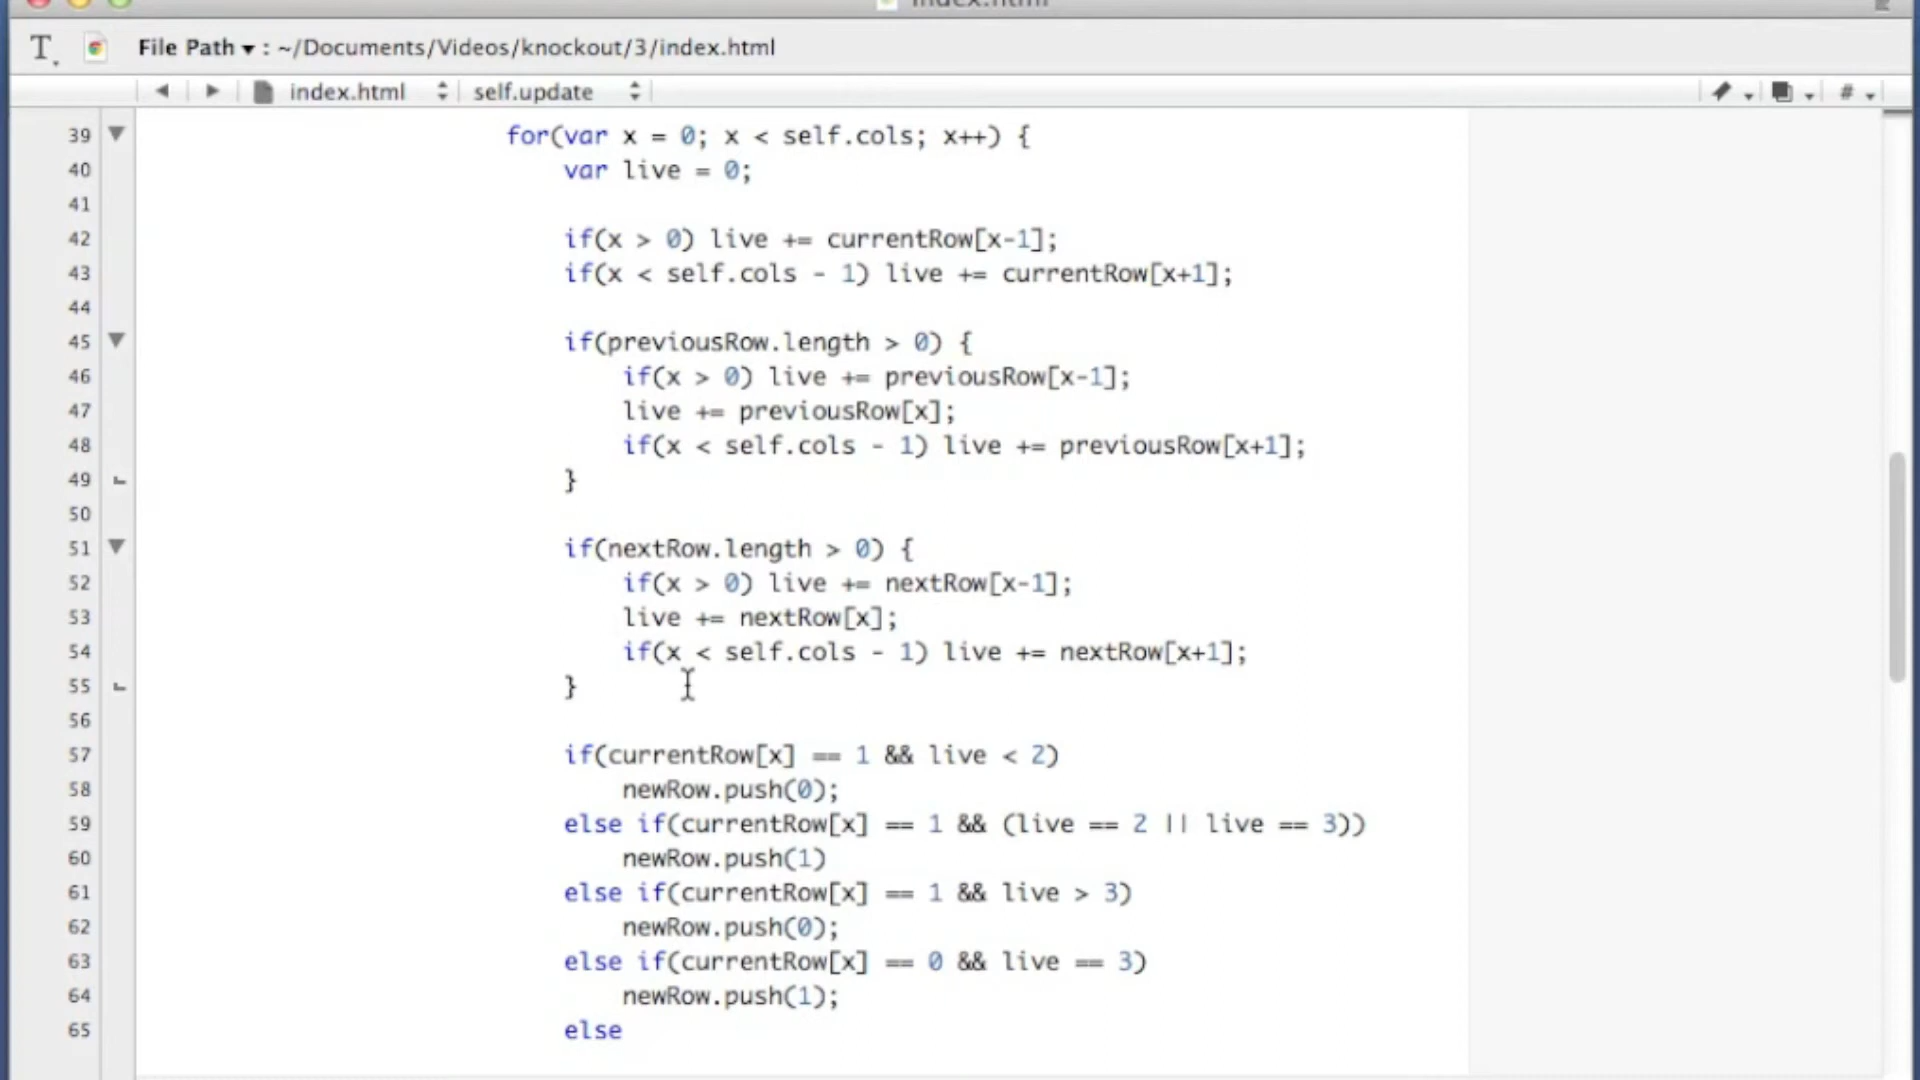 index.html
File Path ▾ : ~/Documents/Videos/knockout/3/index.html
index.html self.update #
39 for(var x = 0; x < self.cols; x++) {
40 var live = 0;
41
42 if(x > 0) live += currentRow[x-1];
43 if(x < self.cols - 1) live += currentRow[x+1];
44
45 if(previousRow.length > 0) {
46 if(x > 0) live += previousRow[x-1];
47 live += previousRow[x];
48 if(x < self.cols - 1) live += previousRow[x+1];
49 }
50
51 if(nextRow.length > 0) {
52 if(x > 0) live += nextRow[x-1];
53 live += nextRow[x];
54 if(x < self.cols - 1) live += nextRow[x+1];
55 }
56
57 if(currentRow[x] == 1 && live < 2)
58 newRow.push(0);
59 else if(currentRow[x] == 1 && (live == 2 || live == 3))
60 newRow.push(1)
61 else if(currentRow[x] == 1 && live > 3)
62 newRow.push(0);
63 else if(currentRow[x] == 0 && live == 3)
64 newRow.push(1);
65 else